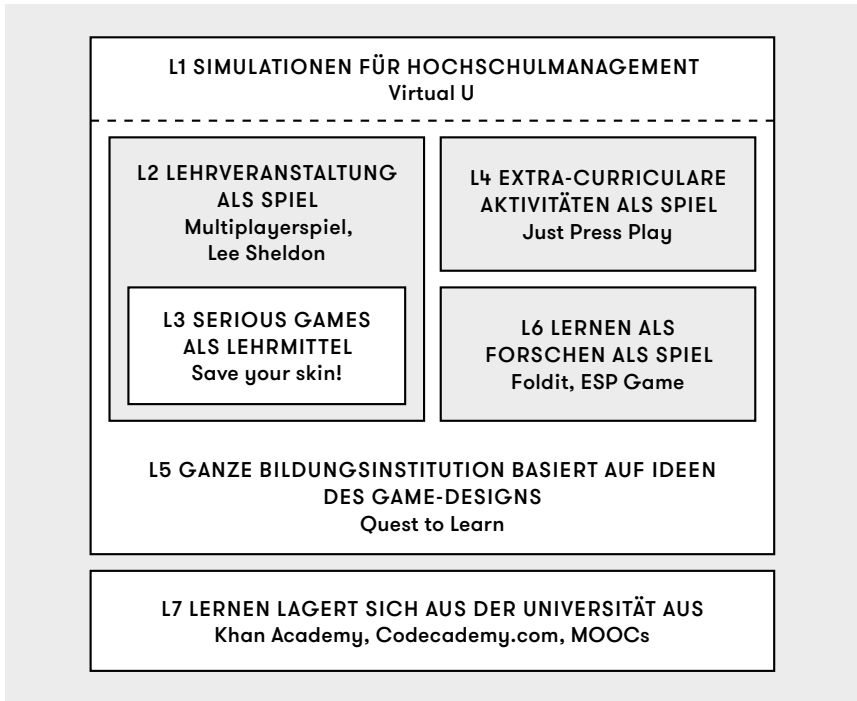 L1 SIMULATIONEN FÜR HOCHSCHULMANAGEMENT
Virtual U
L2 LEHRVERANSTALTUNG
ALS SPIEL
Multiplayerspiel,
Lee Sheldon
L3 SERIOUS GAMES
ALS LEHRMITTEL
Save your skin!
L4 EXTRA-CURRICULARE
AKTIVITÄTEN ALS SPIEL
Just Press Play
L6 LERNEN ALS
FORSCHEN ALS SPIEL
Foldit, ESP Game
L5 GANZE BILDUNGSINSTITUTION BASIERT AUF IDEEN
DES GAME-DESIGNS
Quest to Learn
L7 LERNEN LAGERT SICH AUS DER UNIVERSITÄT AUS
Khan Academy, Codecademy.com, MOOCs